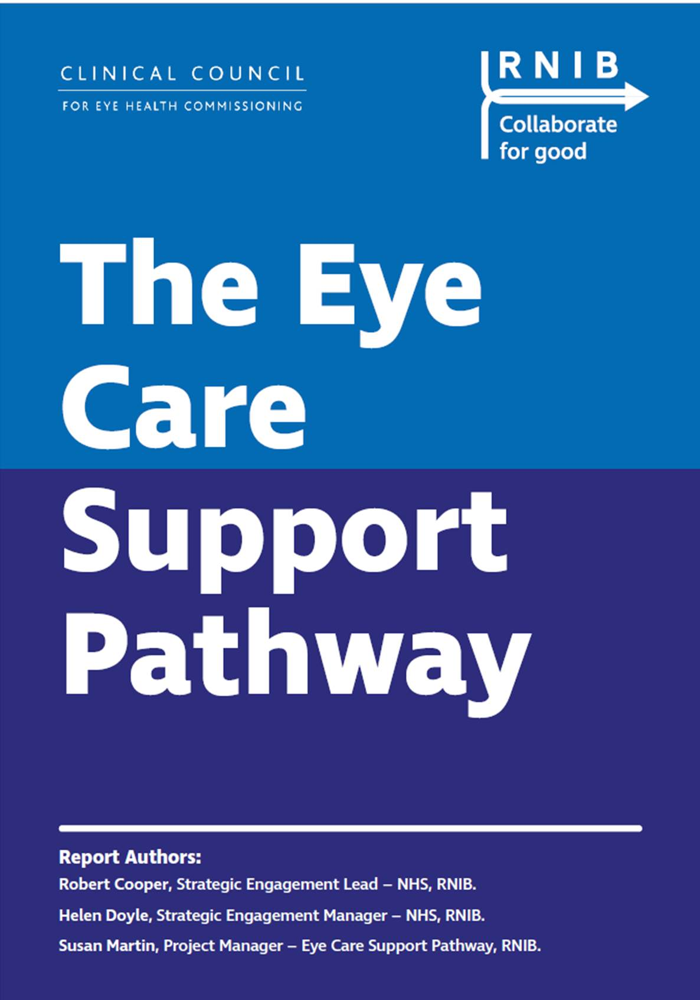 CLINICAL COUNCIL
FOR EYE HEALTH COMMISSIONING
RNIB
Collaborate
for good
The Eye
Care
Support
Pathway
Report Authors:
Robert Cooper, Strategic Engagement Lead – NHS, RNIB.
Helen Doyle, Strategic Engagement Manager – NHS, RNIB.
Susan Martin, Project Manager – Eye Care Support Pathway, RNIB.